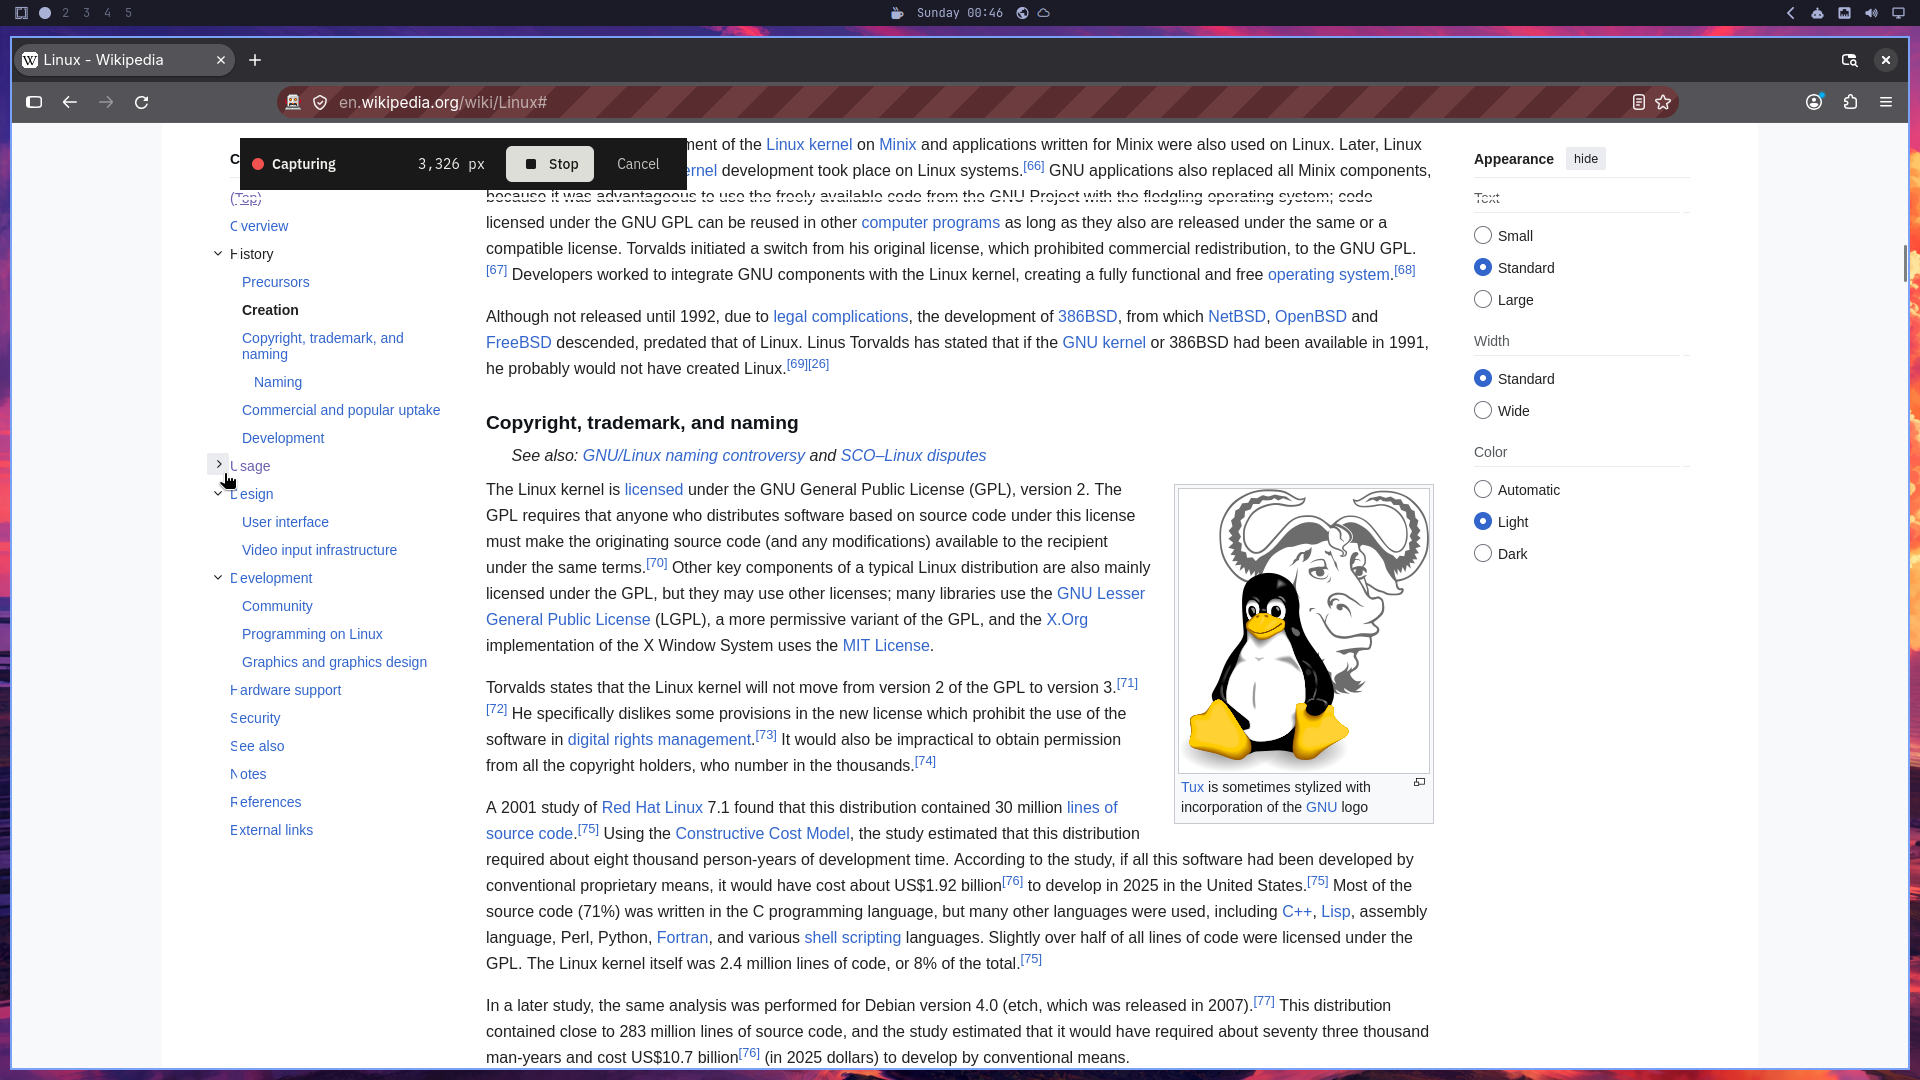 2 3 4 5
Sunday 00:46
Linux - Wikipedia
en.wikipedia.org/wiki/Linux#
Capturing 3,326 px Stop Cancel
C
(Top)
Overview
History
Precursors
Creation
Copyright, trademark, and
naming
Naming
Commercial and popular uptake
Development
Usage
Design
User interface
Video input infrastructure
Development
Community
Programming on Linux
Graphics and graphics design
Hardware support
Security
See also
Notes
References
External links
ment of the Linux kernel on Minix and applications written for Minix were also used on Linux. Later, Linux
ernel development took place on Linux systems.[66] GNU applications also replaced all Minix components,
because it was advantageous to use the freely available code from the GNU Project with the fledgling operating system; code
licensed under the GNU GPL can be reused in other computer programs as long as they also are released under the same or a
compatible license. Torvalds initiated a switch from his original license, which prohibited commercial redistribution, to the GNU GPL.
[67] Developers worked to integrate GNU components with the Linux kernel, creating a fully functional and free operating system.[68]
Although not released until 1992, due to legal complications, the development of 386BSD, from which NetBSD, OpenBSD and
FreeBSD descended, predated that of Linux. Linus Torvalds has stated that if the GNU kernel or 386BSD had been available in 1991,
he probably would not have created Linux.[69][26]
Copyright, trademark, and naming
See also: GNU/Linux naming controversy and SCO–Linux disputes
The Linux kernel is licensed under the GNU General Public License (GPL), version 2. The
GPL requires that anyone who distributes software based on source code under this license
must make the originating source code (and any modifications) available to the recipient
under the same terms.[70] Other key components of a typical Linux distribution are also mainly
licensed under the GPL, but they may use other licenses; many libraries use the GNU Lesser
General Public License (LGPL), a more permissive variant of the GPL, and the X.Org
implementation of the X Window System uses the MIT License.
Torvalds states that the Linux kernel will not move from version 2 of the GPL to version 3.[71]
[72] He specifically dislikes some provisions in the new license which prohibit the use of the
software in digital rights management.[73] It would also be impractical to obtain permission
from all the copyright holders, who number in the thousands.[74]
Tux is sometimes stylized with
incorporation of the GNU logo
A 2001 study of Red Hat Linux 7.1 found that this distribution contained 30 million lines of
source code.[75] Using the Constructive Cost Model, the study estimated that this distribution
required about eight thousand person-years of development time. According to the study, if all this software had been developed by
conventional proprietary means, it would have cost about US$1.92 billion[76] to develop in 2025 in the United States.[75] Most of the
source code (71%) was written in the C programming language, but many other languages were used, including C++, Lisp, assembly
language, Perl, Python, Fortran, and various shell scripting languages. Slightly over half of all lines of code were licensed under the
GPL. The Linux kernel itself was 2.4 million lines of code, or 8% of the total.[75]
In a later study, the same analysis was performed for Debian version 4.0 (etch, which was released in 2007).[77] This distribution
contained close to 283 million lines of source code, and the study estimated that it would have required about seventy three thousand
man-years and cost US$10.7 billion[76] (in 2025 dollars) to develop by conventional means.
Appearance hide
Text
Small
Standard
Large
Width
Standard
Wide
Color
Automatic
Light
Dark